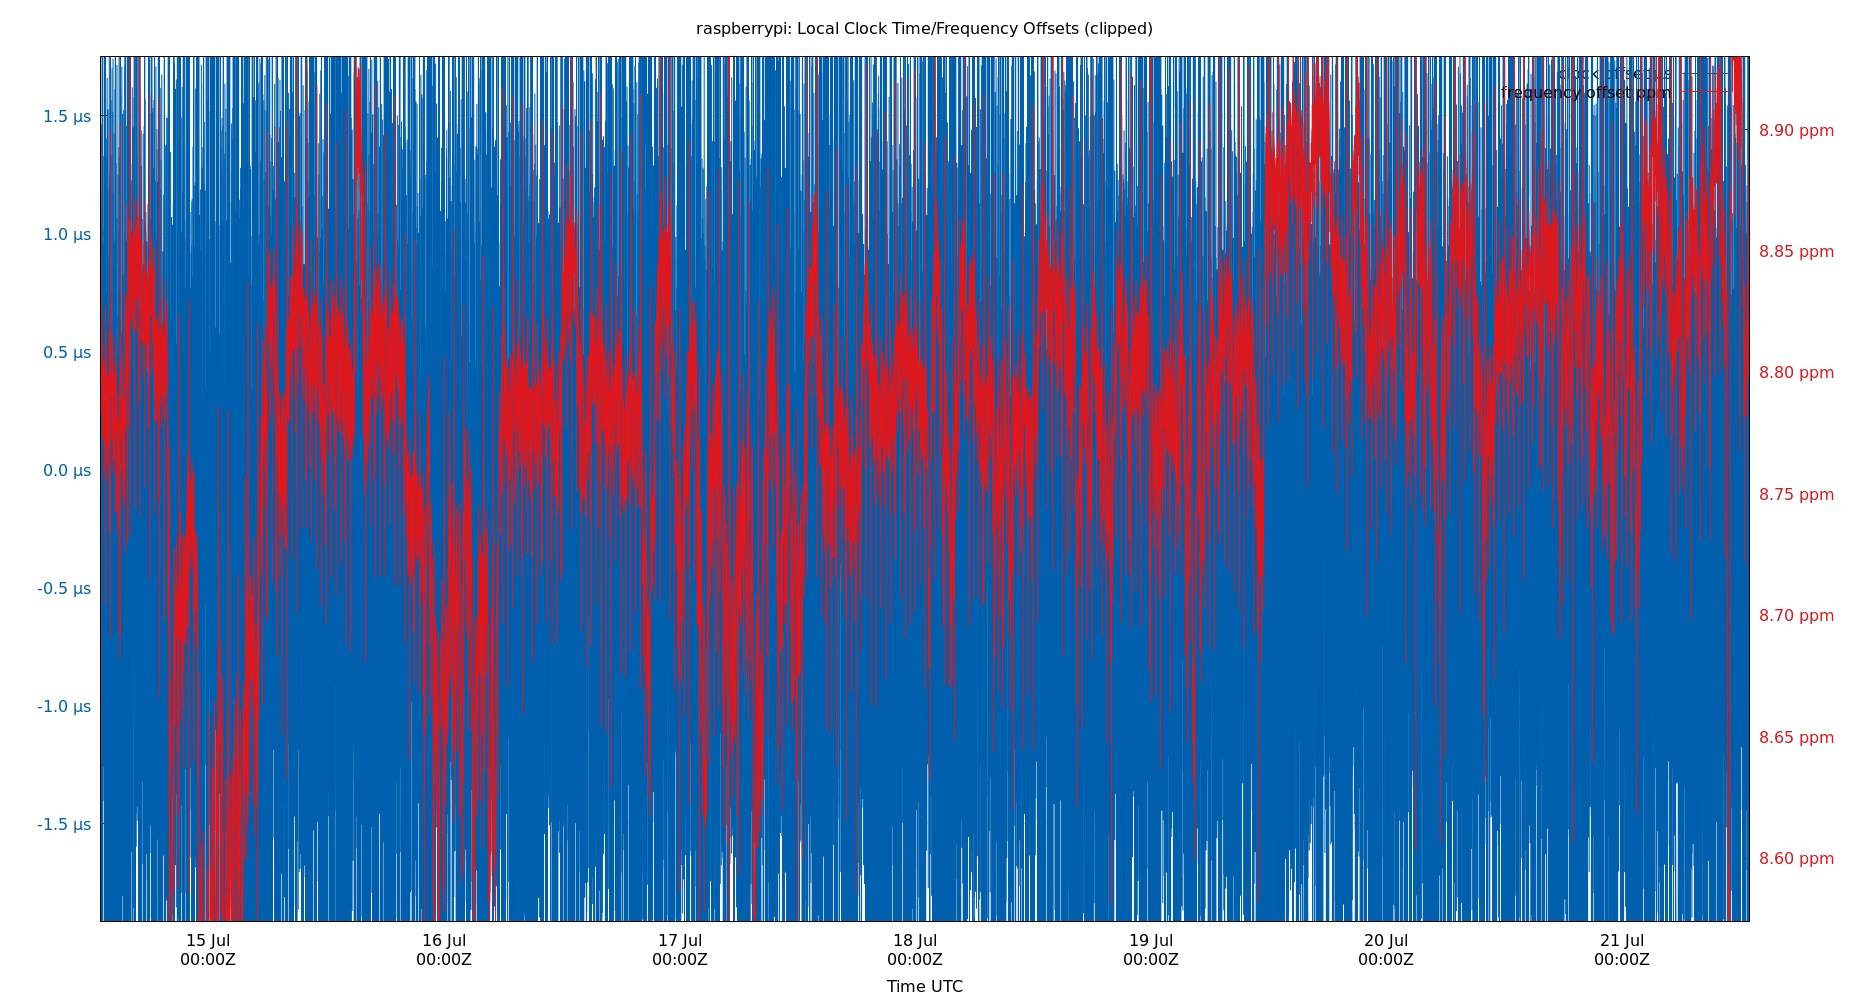 raspberrypi: Local Clock Time/Frequency Offsets (clipped)
clock offset µs
frequency offset ppm
1.5 µs
1.0 µs
0.5 µs
0.0 µs
-0.5 µs
-1.0 µs
-1.5 µs
8.90 ppm
8.85 ppm
8.80 ppm
8.75 ppm
8.70 ppm
8.65 ppm
8.60 ppm
15 Jul
00:00Z
16 Jul
00:00Z
17 Jul
00:00Z
18 Jul
00:00Z
19 Jul
00:00Z
20 Jul
00:00Z
21 Jul
00:00Z
Time UTC